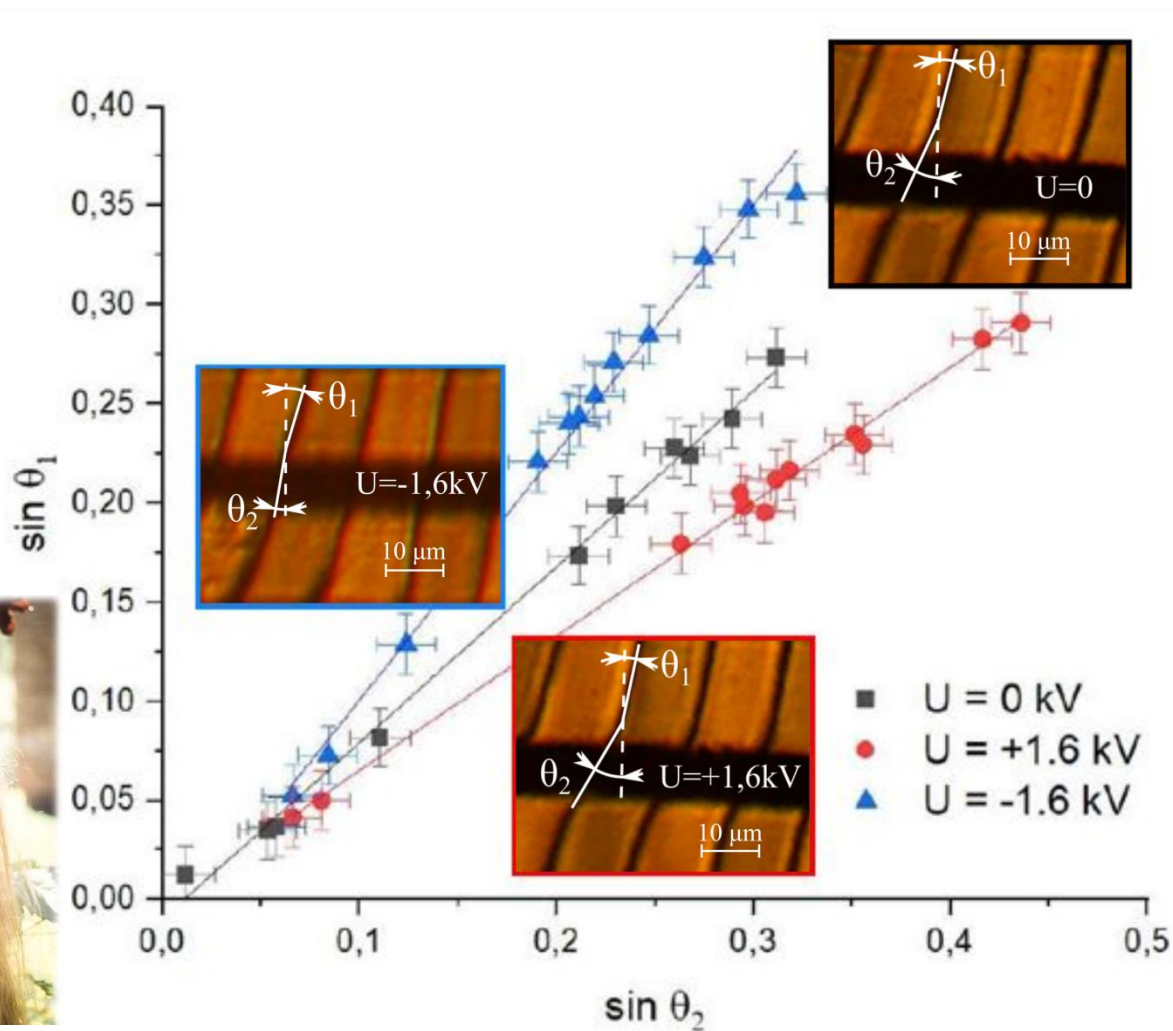 0,40
0,35
0,30
0,25
0,20
0,15
0,10
0,05
0,00
0,0
0,1
0,2
0,3
0,4
0,5
sin θ1
sin θ2
θ1
θ2
U=0
10 μm
θ1
θ2
U=-1,6kV
10 μm
θ1
θ2
U=+1,6kV
10 μm
U = 0 kV
U = +1.6 kV
U = -1.6 kV